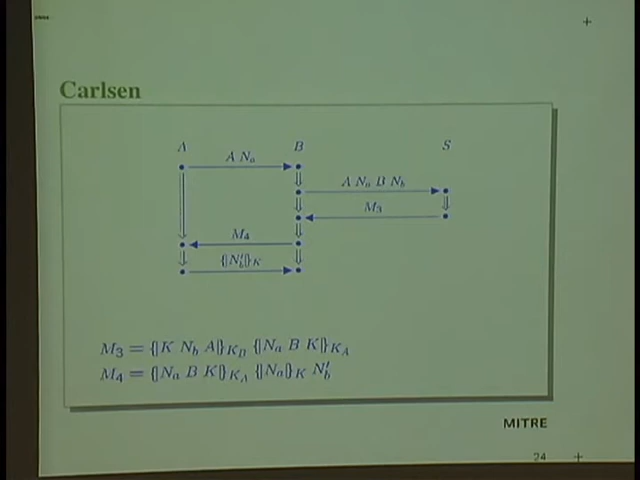 Carlsen
A B S
A N_a
A N_a B N_b
M_3
M_4
{|N'_b|}_K
M_3 = {|K N_b A|}_{K_B} {|N_a B K|}_{K_A}
M_4 = {|N_a B K|}_{K_A} {|N_a|}_K N'_b
MITRE
24